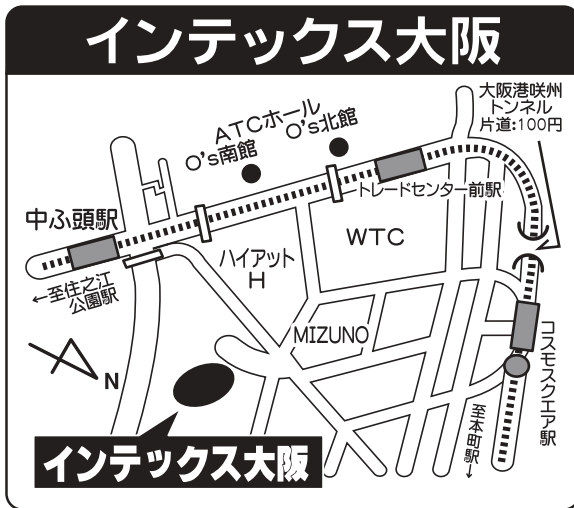 インテックス大阪
大阪港咲州
トンネル
片道:100円
ATCホール
O's北館
O's南館
トレードセンター前駅
中ふ頭駅
WTC
ハイアット
H
←至住之江
公園駅
MIZUNO
コスモスクエア駅
N
至本町駅→
インテックス大阪